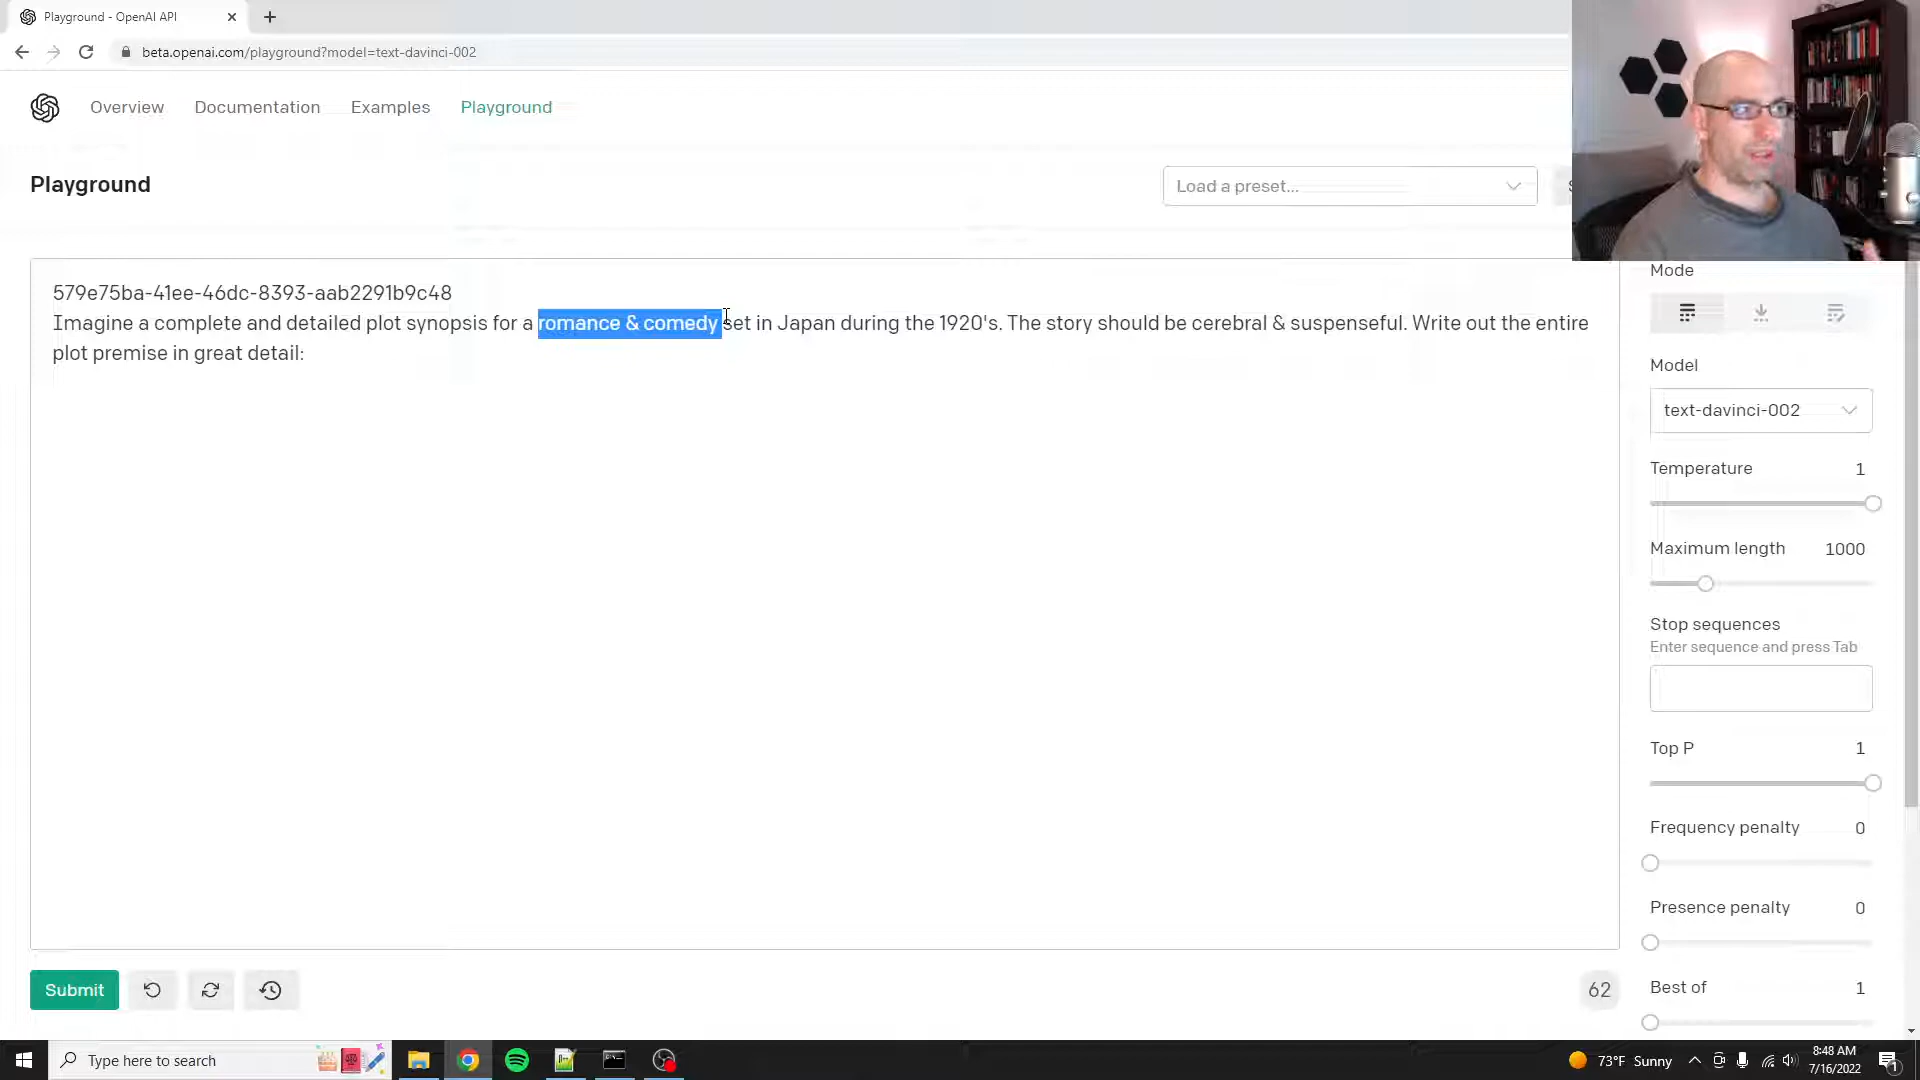 Playground - OpenAI API
beta.openai.com/playground?model=text-davinci-002
Overview Documentation Examples Playground
Playground
Load a preset...
579e75ba-41ee-46dc-8393-aab2291b9c48
Imagine a complete and detailed plot synopsis for a romance & comedy set in Japan during the 1920's. The story should be cerebral & suspenseful. Write out the entire
plot premise in great detail:
Mode
Model
text-davinci-002
Temperature 1
Maximum length 1000
Stop sequences
Enter sequence and press Tab
Top P 1
Frequency penalty 0
Presence penalty 0
Best of 1
Submit
62
Type here to search
73°F Sunny
8:48 AM
7/16/2022
1